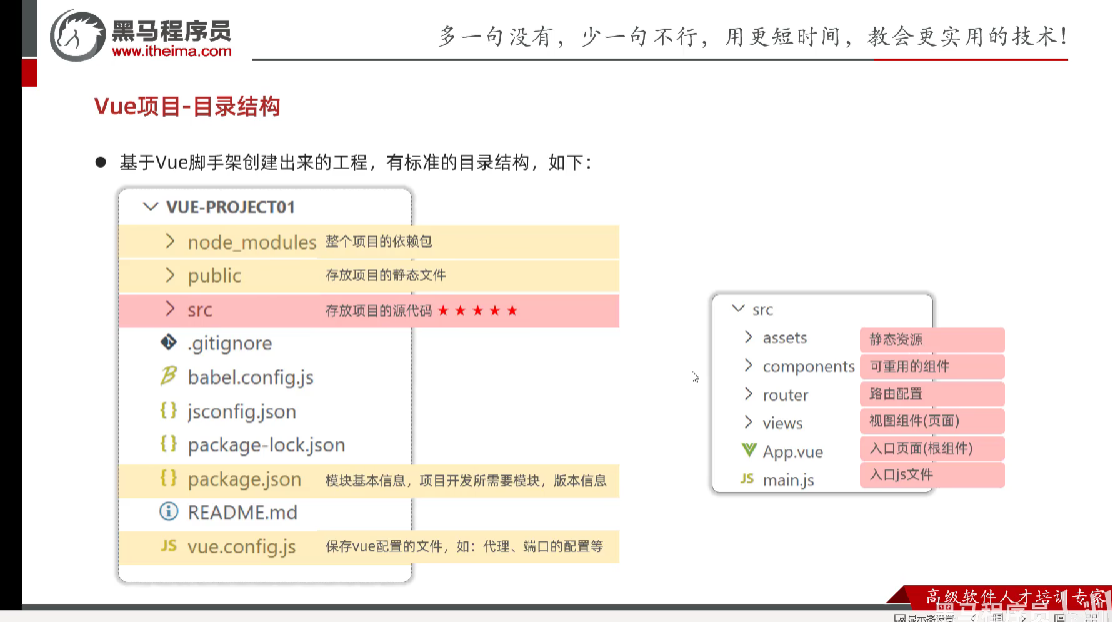 黑马程序员
www.itheima.com
多一句没有，少一句不行，用更短时间，教会更实用的技术！
Vue项目-目录结构
基于Vue脚手架创建出来的工程，有标准的目录结构，如下：
VUE-PROJECT01
node_modules 整个项目的依赖包
public 存放项目的静态文件
src 存放项目的源代码 ★ ★ ★ ★ ★
.gitignore
babel.config.js
jsconfig.json
package-lock.json
package.json 模块基本信息，项目开发所需要模块，版本信息
README.md
vue.config.js 保存vue配置的文件，如：代理、端口的配置等
src
assets 静态资源
components 可重用的组件
router 路由配置
views 视图组件(页面)
App.vue 入口页面(根组件)
main.js 入口js文件
高级软件人才培训专家
黑马程序员